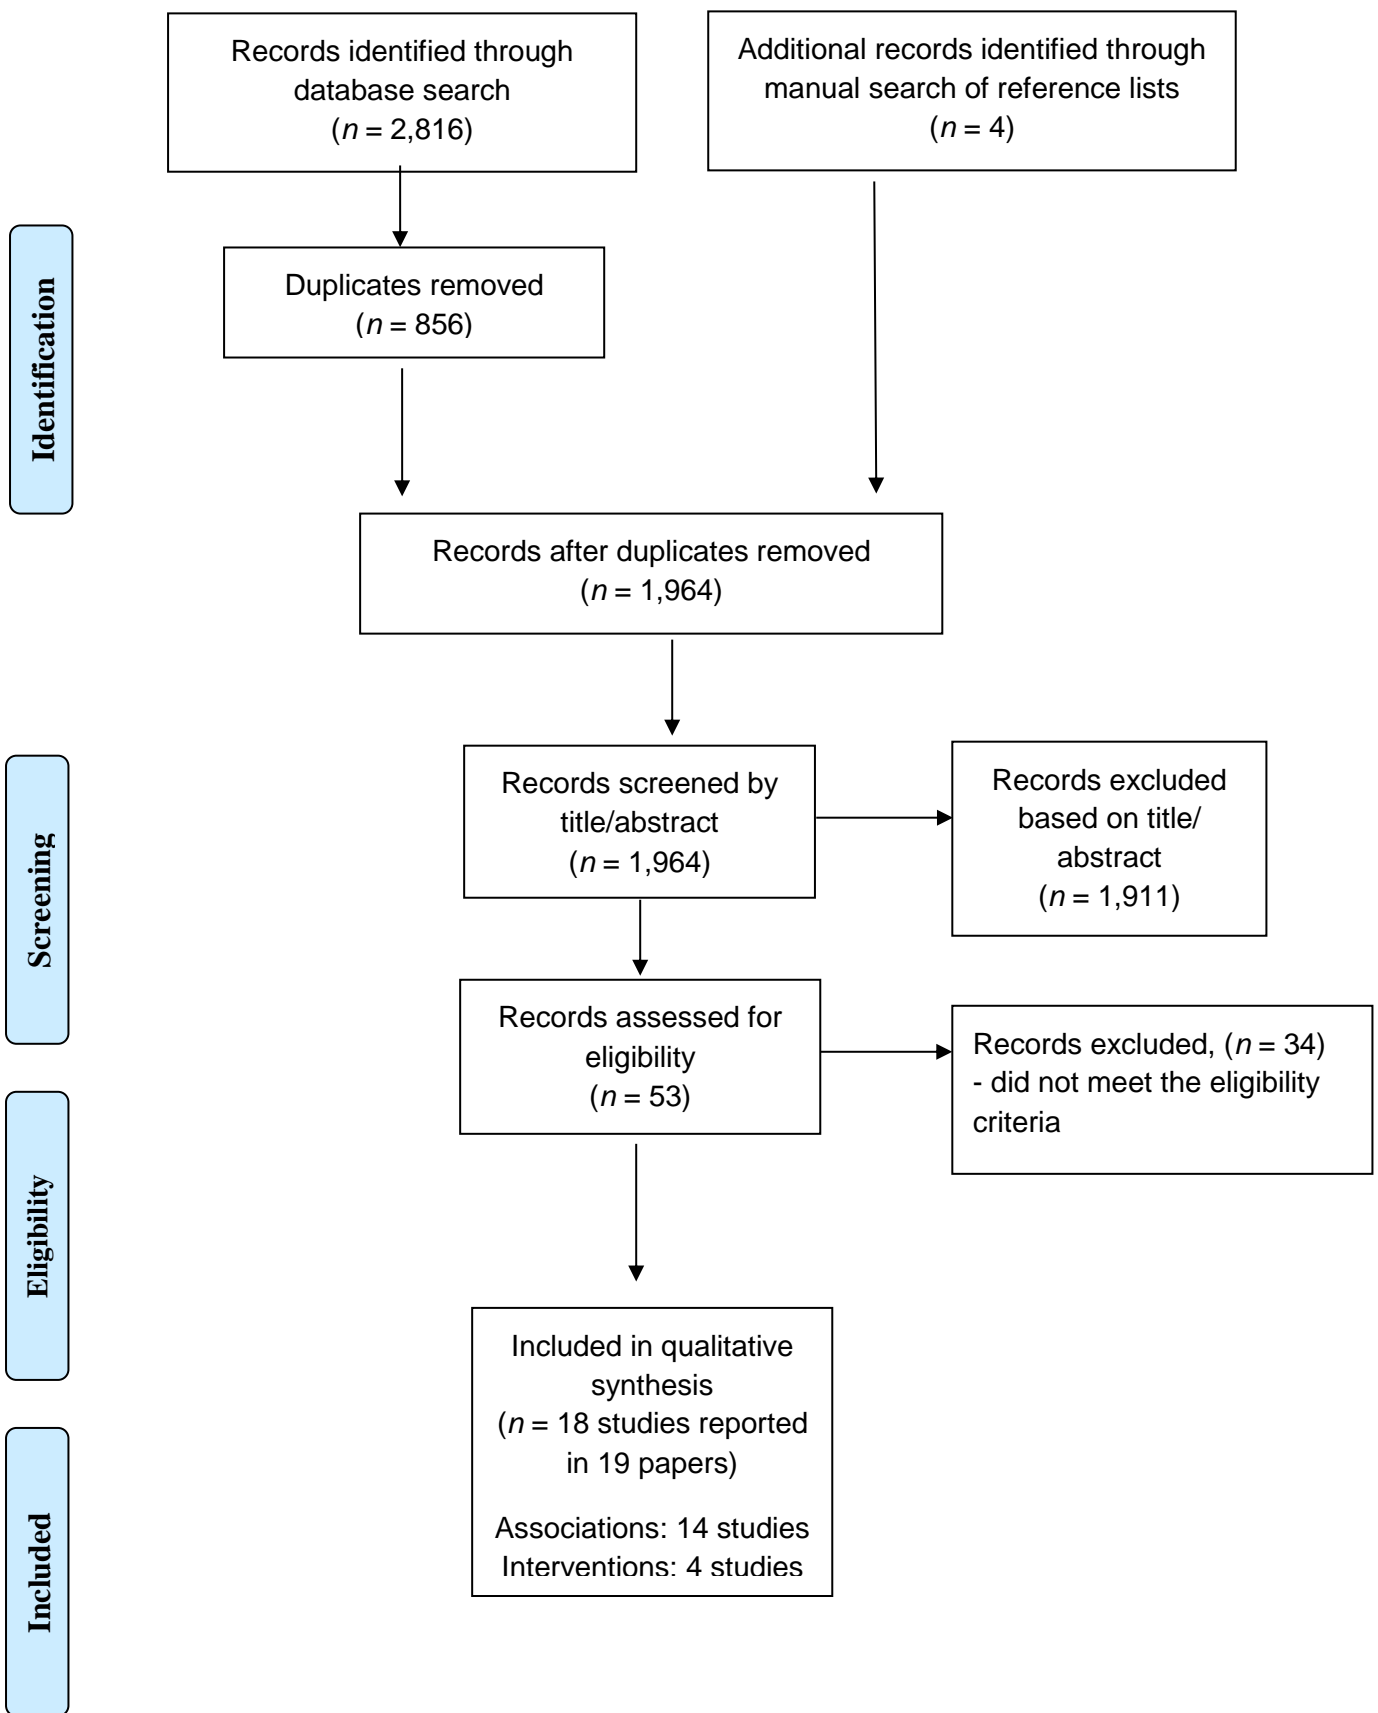 Records identified through
database search
(n = 2,816)
Additional records identified through
manual search of reference lists
(n = 4)
Identification
Duplicates removed
(n = 856)
Records after duplicates removed
(n = 1,964)
Screening
Records screened by
title/abstract
(n = 1,964)
Records excluded
based on title/
abstract
(n = 1,911)
Records assessed for
eligibility
(n = 53)
Records excluded, (n = 34)
- did not meet the eligibility
criteria
Eligibility
Included in qualitative
synthesis
(n = 18 studies reported
in 19 papers)
Associations: 14 studies
Interventions: 4 studies
Included